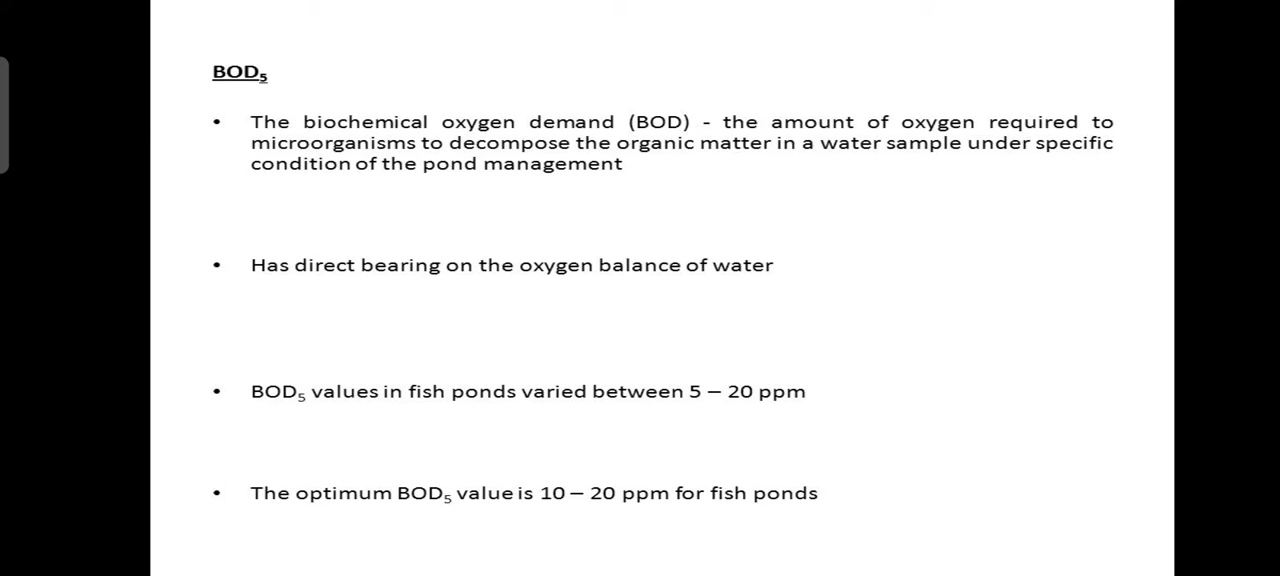 BOD₅
• The biochemical oxygen demand (BOD) - the amount of oxygen required to
microorganisms to decompose the organic matter in a water sample under specific
condition of the pond management
• Has direct bearing on the oxygen balance of water
• BOD₅ values in fish ponds varied between 5 – 20 ppm
• The optimum BOD₅ value is 10 – 20 ppm for fish ponds